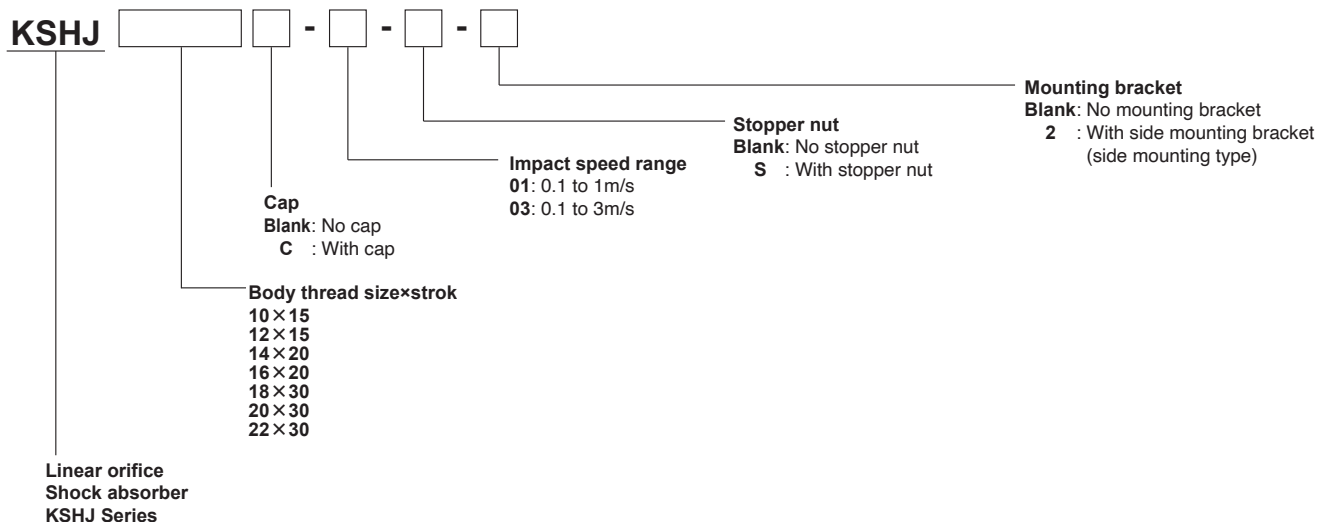 KSHJ - - -
Mounting bracket
Blank: No mounting bracket
2 : With side mounting bracket
(side mounting type)
Stopper nut
Blank: No stopper nut
S : With stopper nut
Impact speed range
01: 0.1 to 1m/s
03: 0.1 to 3m/s
Cap
Blank: No cap
C : With cap
Body thread size×strok
10×15
12×15
14×20
16×20
18×30
20×30
22×30
Linear orifice
Shock absorber
KSHJ Series